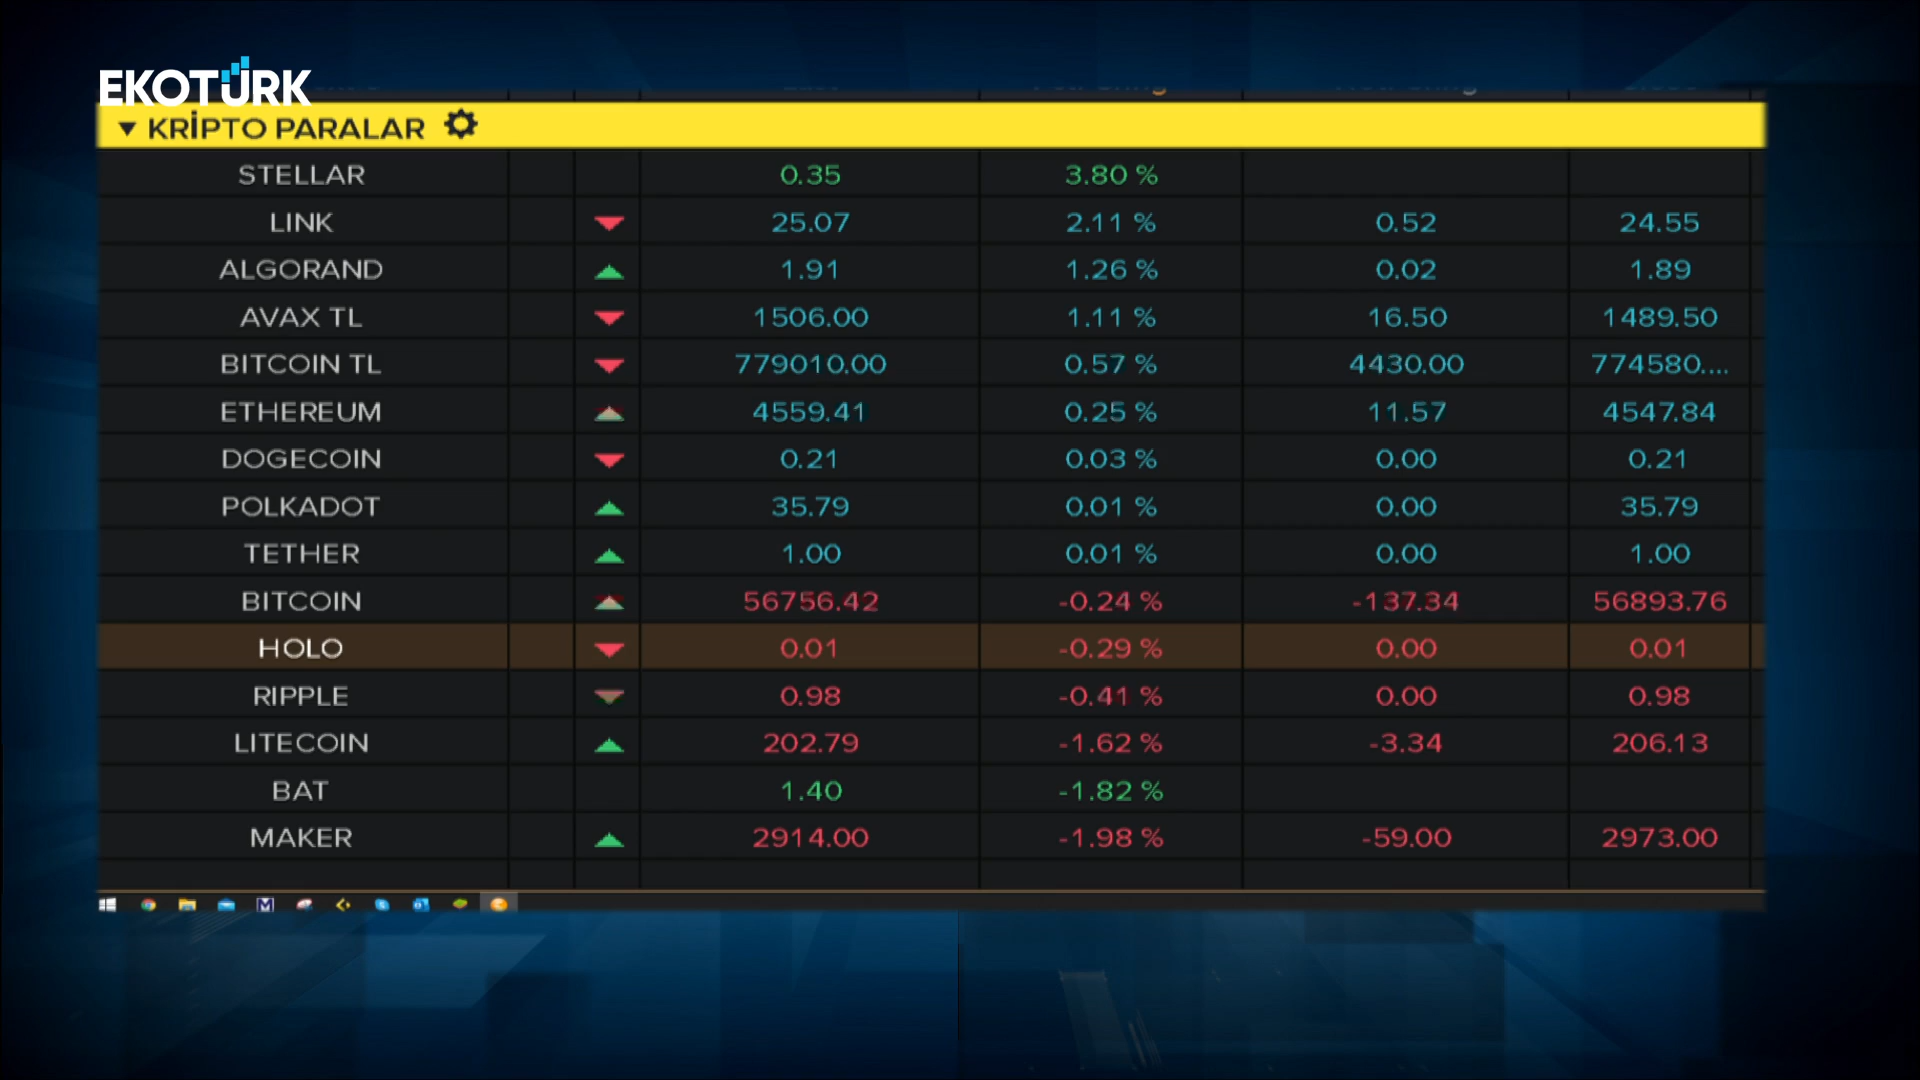 EKOTÜRK
▼ KRİPTO PARALAR
STELLAR 0.35 3.80 %
LINK 25.07 2.11 % 0.52 24.55
ALGORAND 1.91 1.26 % 0.02 1.89
AVAX TL 1506.00 1.11 % 16.50 1489.50
BITCOIN TL 779010.00 0.57 % 4430.00 774580....
ETHEREUM 4559.41 0.25 % 11.57 4547.84
DOGECOIN 0.21 0.03 % 0.00 0.21
POLKADOT 35.79 0.01 % 0.00 35.79
TETHER 1.00 0.01 % 0.00 1.00
BITCOIN 56756.42 -0.24 % -137.34 56893.76
HOLO 0.01 -0.29 % 0.00 0.01
RIPPLE 0.98 -0.41 % 0.00 0.98
LITECOIN 202.79 -1.62 % -3.34 206.13
BAT 1.40 -1.82 %
MAKER 2914.00 -1.98 % -59.00 2973.00